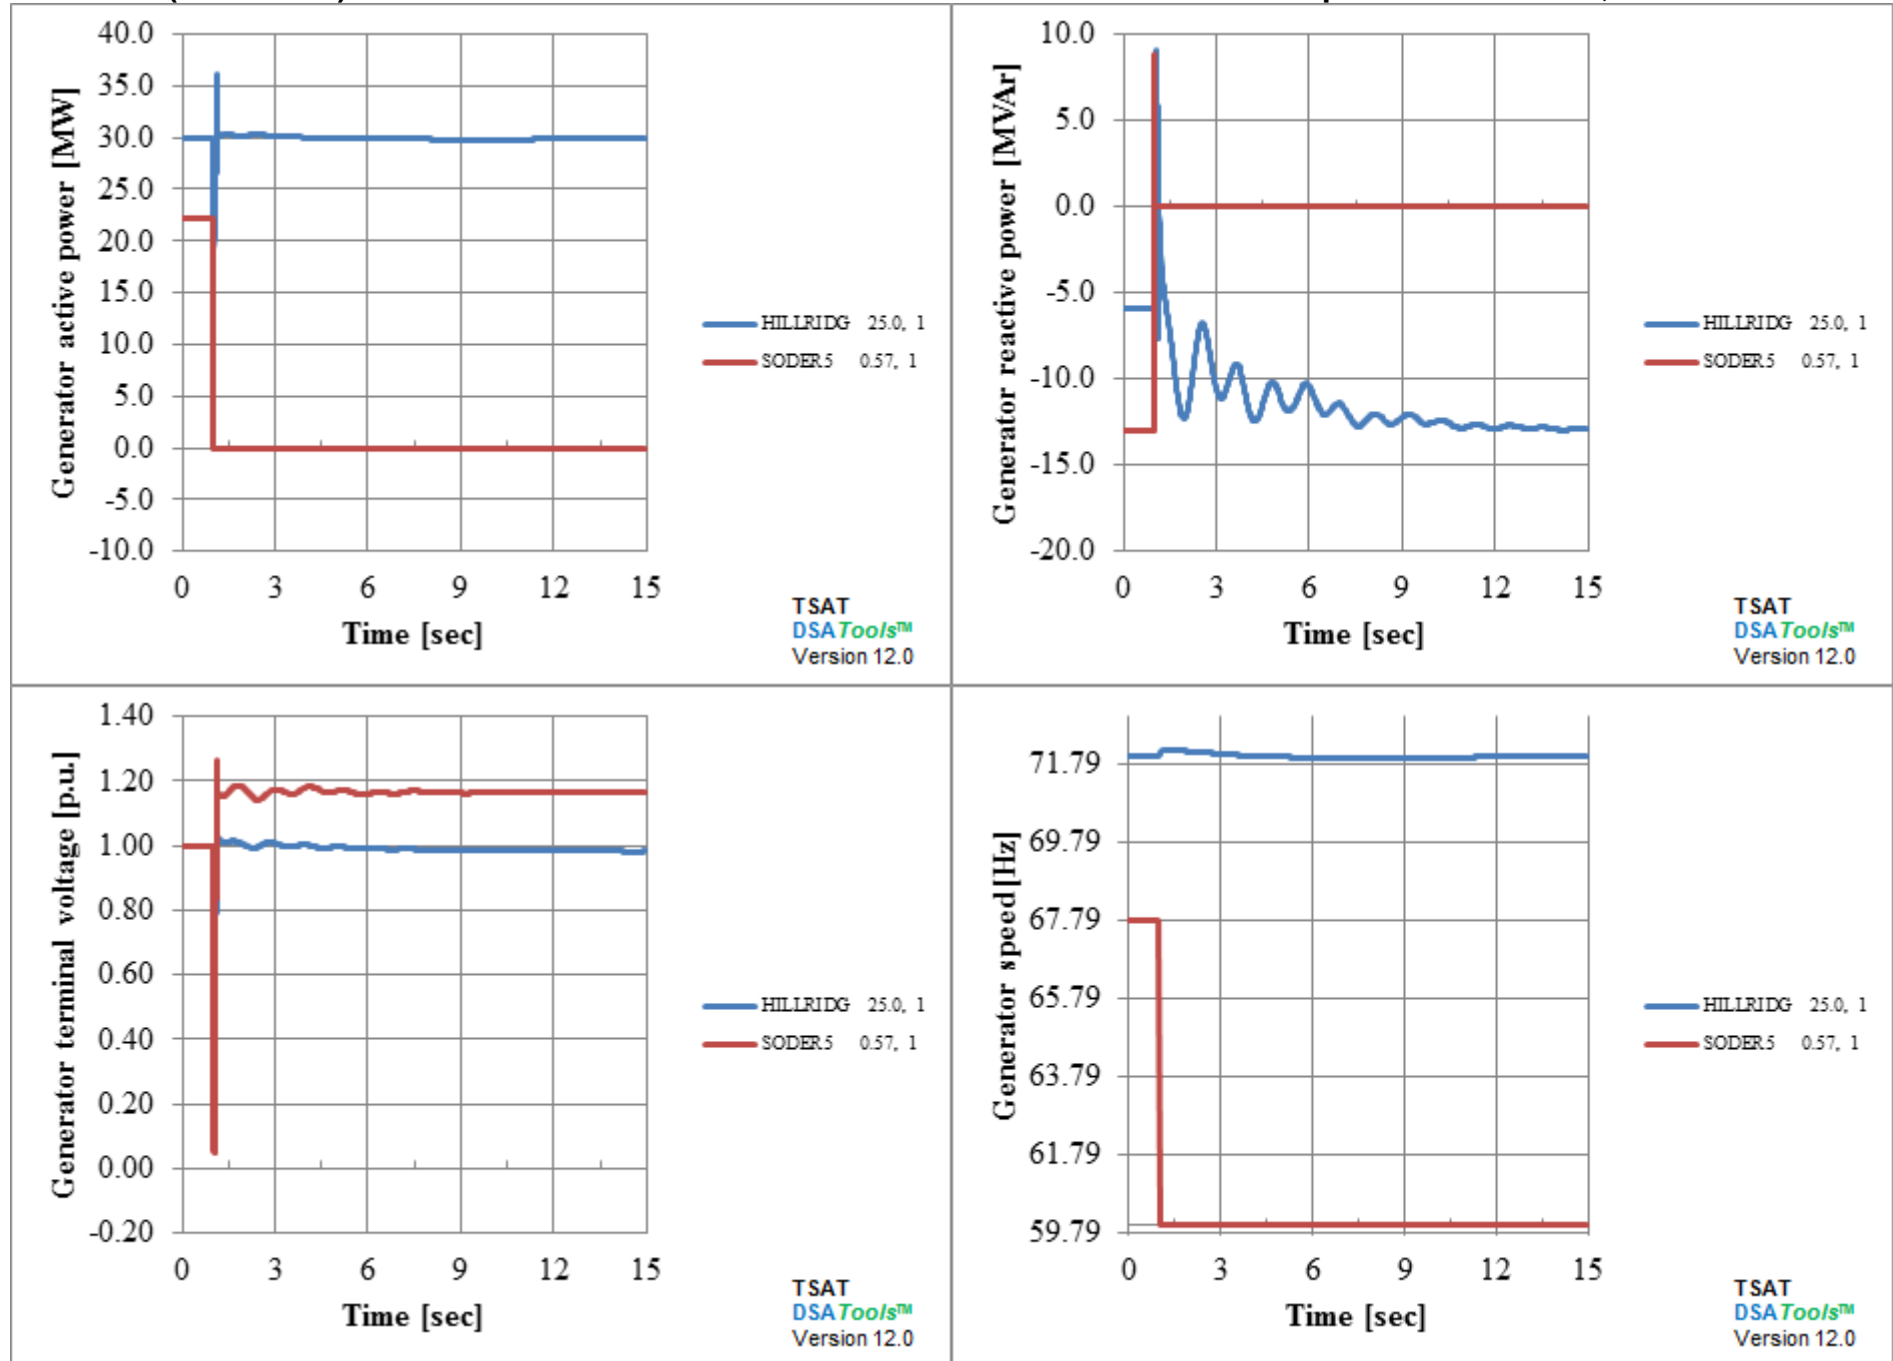 40.0
35.0
30.0
25.0
20.0
15.0
10.0
5.0
0.0
-5.0
-10.0
Generator active power [MW]
0 3 6 9 12 15
Time [sec]
HILLRIDG 25.0, 1
SODER5 0.57, 1
TSAT
DSATools™
Version 12.0
10.0
5.0
0.0
-5.0
-10.0
-15.0
-20.0
Generator reactive power [MVAr]
0 3 6 9 12 15
Time [sec]
HILLRIDG 25.0, 1
SODER5 0.57, 1
TSAT
DSATools™
Version 12.0
1.40
1.20
1.00
0.80
0.60
0.40
0.20
0.00
-0.20
Generator terminal voltage [p.u.]
0 3 6 9 12 15
Time [sec]
HILLRIDG 25.0, 1
SODER5 0.57, 1
TSAT
DSATools™
Version 12.0
71.79
69.79
67.79
65.79
63.79
61.79
59.79
Generator speed[Hz]
0 3 6 9 12 15
Time [sec]
HILLRIDG 25.0, 1
SODER5 0.57, 1
TSAT
DSATools™
Version 12.0